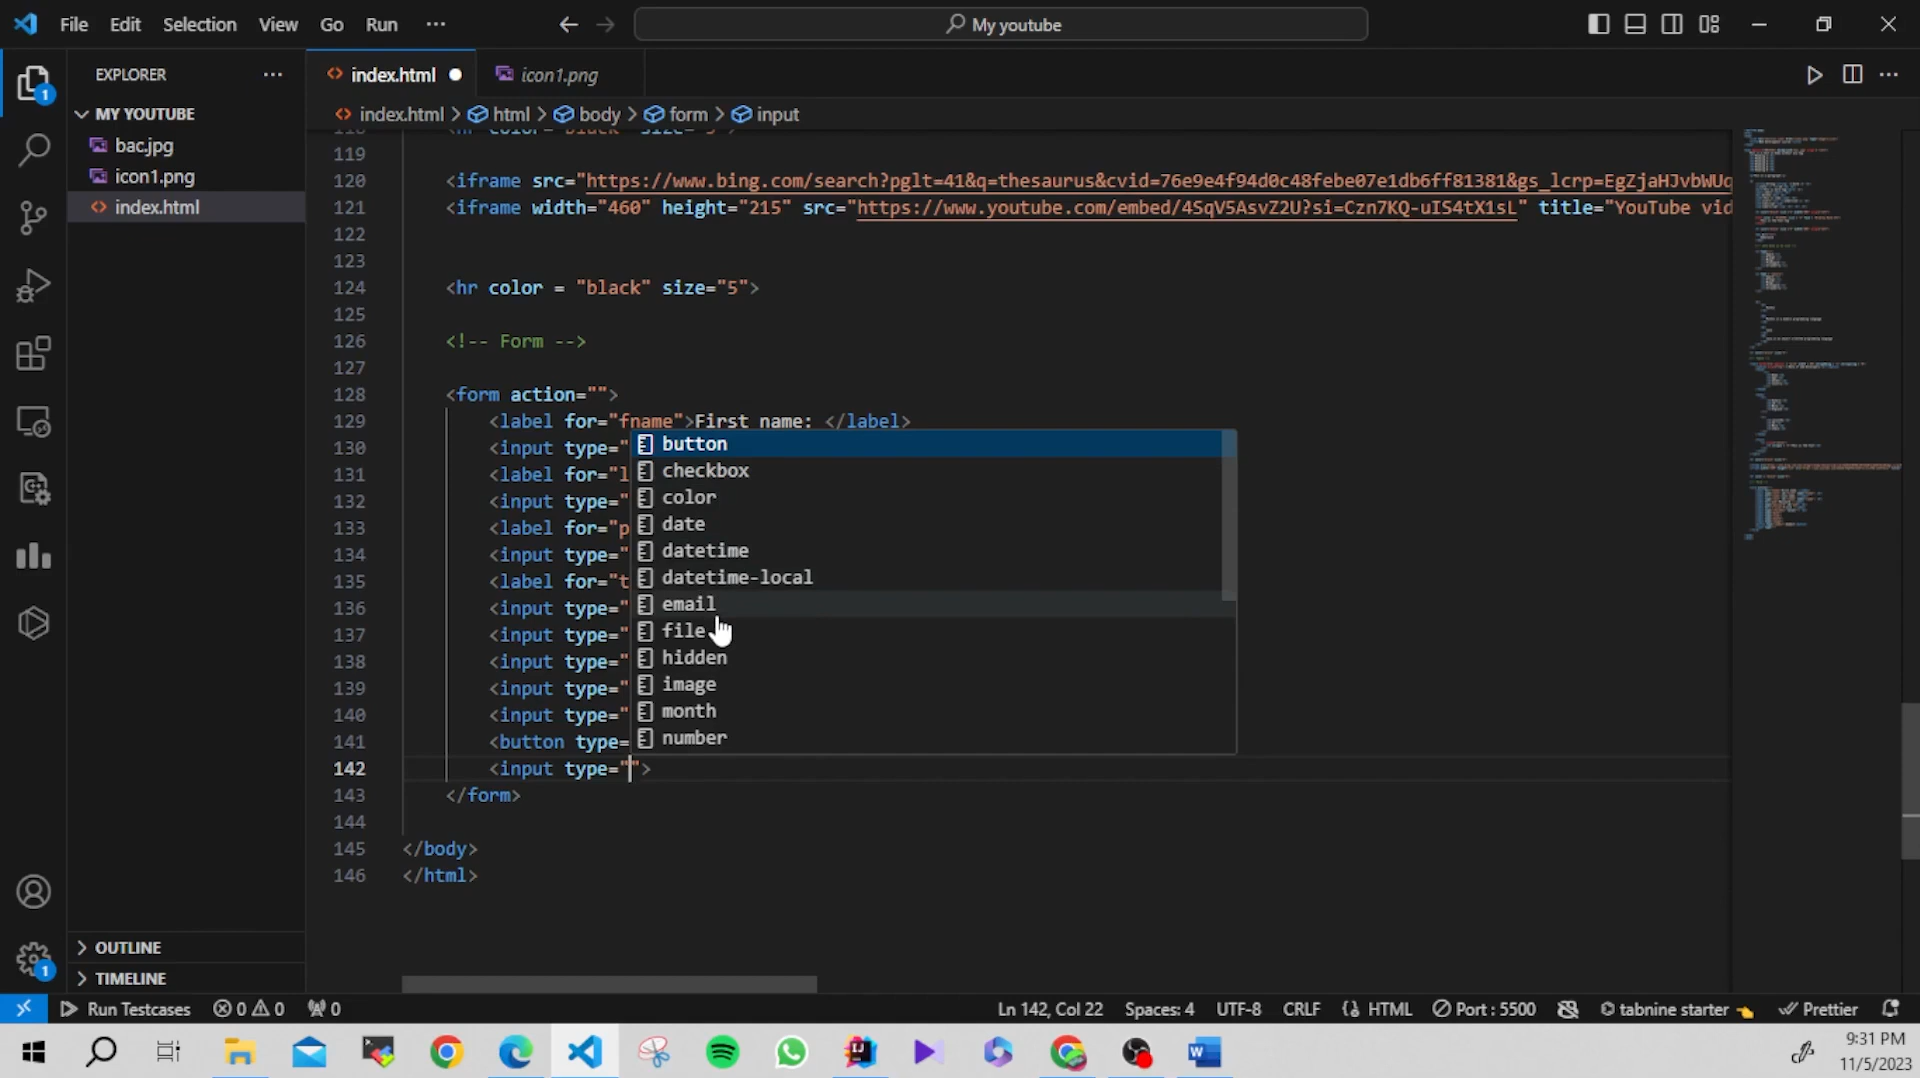 File Edit Selection View Go Run ··· My youtube
EXPLORER ···
index.html
icon1.png
MY YOUTUBE
bac.jpg
icon1.png
index.html
index.html > html > body > form > input
119
120 <iframe src="https://www.bing.com/search?pglt=41&q=thesaurus&cvid=76e9e4f94d0c48febe07e1db6ff81381&gs_lcrp=EgZjaHJvbWUq
121 <iframe width="460" height="215" src="https://www.youtube.com/embed/4SqV5AsvZ2U?si=Czn7KQ-uIS4tX1sL" title="YouTube vid
122
123
124 <hr color = "black" size="5">
125
126 <!-- Form -->
127
128 <form action="">
129 <label for="fname">First name: </label>
130 <input type="
131 <label for="l
132 <input type="
133 <label for="p
134 <input type="
135 <label for="t
136 <input type="
137 <input type="
138 <input type="
139 <input type="
140 <input type="
141 <button type=
142 <input type="">
143 </form>
144
145 </body>
146 </html>
button
checkbox
color
date
datetime
datetime-local
email
file
hidden
image
month
number
OUTLINE
TIMELINE
1
1
Run Testcases 0 0 0 Ln 142, Col 22 Spaces: 4 UTF-8 CRLF HTML Port : 5500 tabnine starter Prettier
9:31 PM
11/5/2023